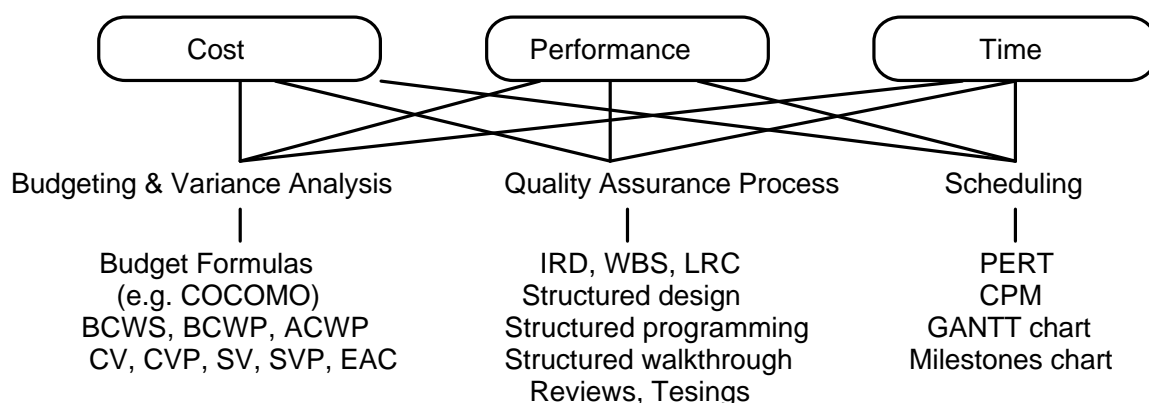 Cost
Performance
Time
Budgeting & Variance Analysis
Quality Assurance Process
Scheduling
Budget Formulas
(e.g. COCOMO)
BCWS, BCWP, ACWP
CV, CVP, SV, SVP, EAC
IRD, WBS, LRC
Structured design
Structured programming
Structured walkthrough
Reviews, Tesings
PERT
CPM
GANTT chart
Milestones chart